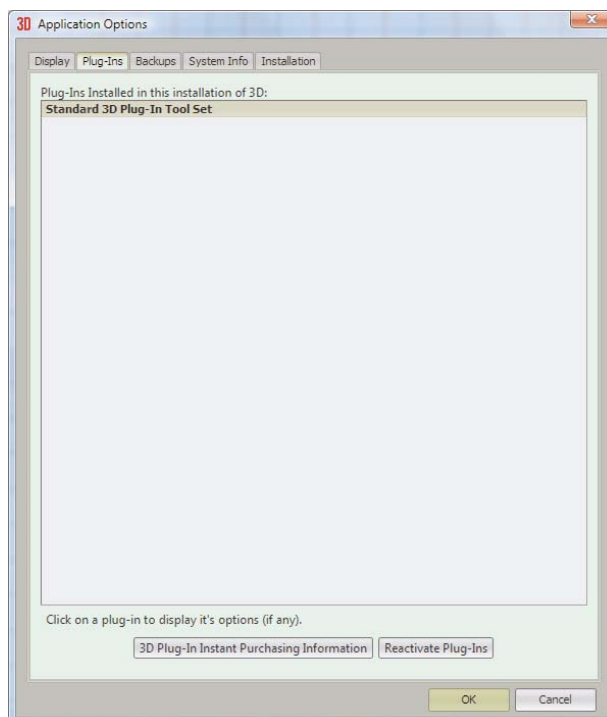 3D Application Options
Display Plug-Ins Backups System Info Installation
Plug-Ins Installed in this installation of 3D:
Standard 3D Plug-In Tool Set
Click on a plug-in to display it's options (if any).
3D Plug-In Instant Purchasing Information Reactivate Plug-Ins
OK Cancel